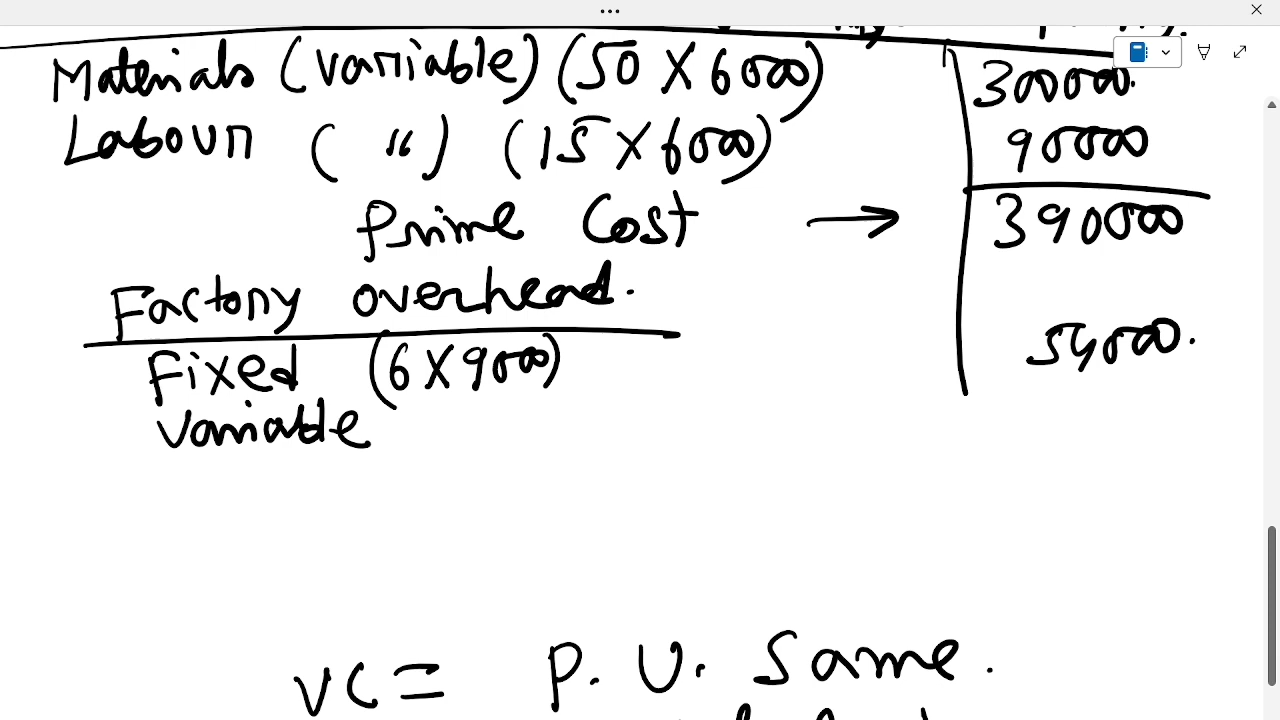 Materials (variable) (50 X 6000) 300000.
Labour ( " ) (15 X 6000) 90000
Prime Cost → 390000
Factory overhead.
Fixed (6 X 9000) 54000.
Variable
VC = P. U. Same.